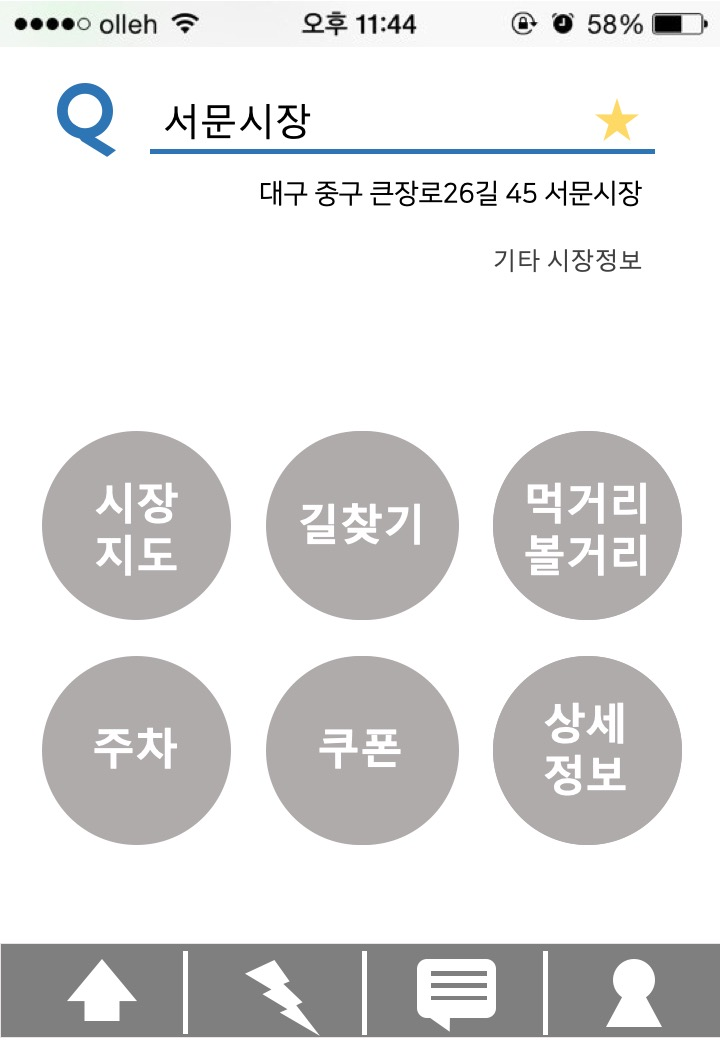 olleh 오후 11:44 58%
서문시장
대구 중구 큰장로26길 45 서문시장
기타 시장정보
시장
지도
길찾기
먹거리
볼거리
주차
쿠폰
상세
정보